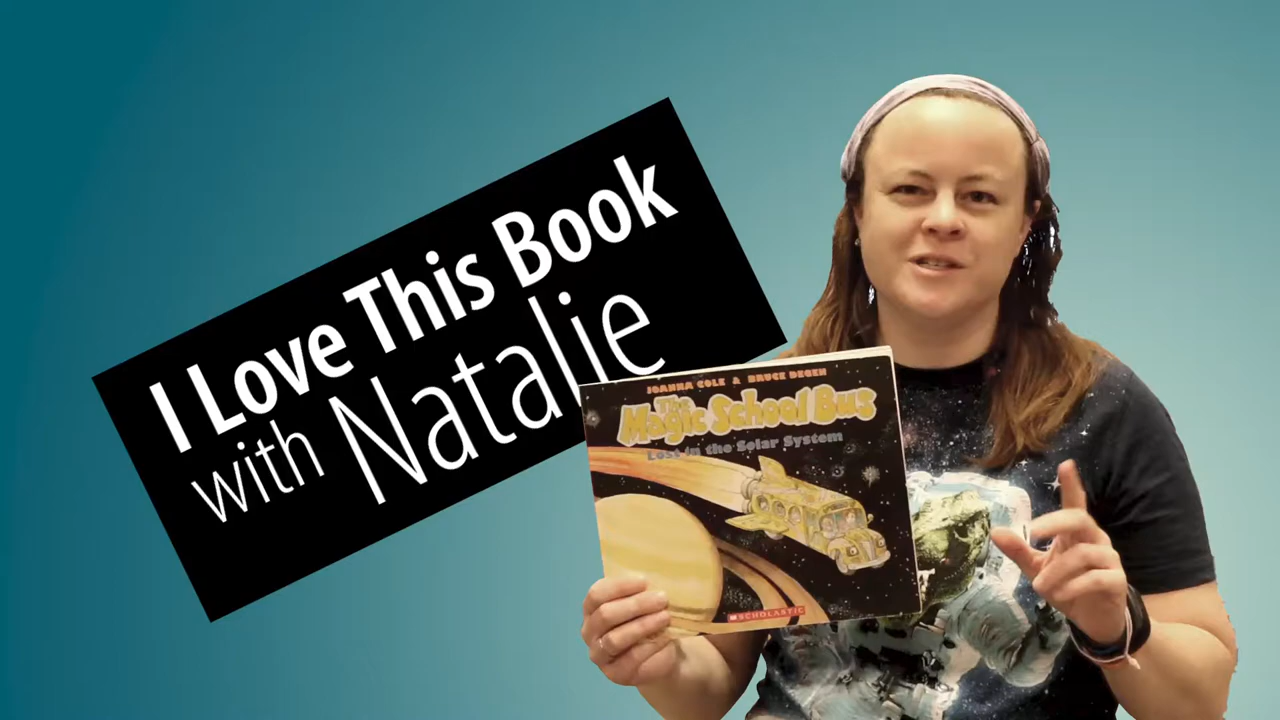 I Love This Book
with Natalie
JOANNA COLE & BRUCE DEGEN
The
Magic School Bus
Lost in the Solar System
SCHOLASTIC